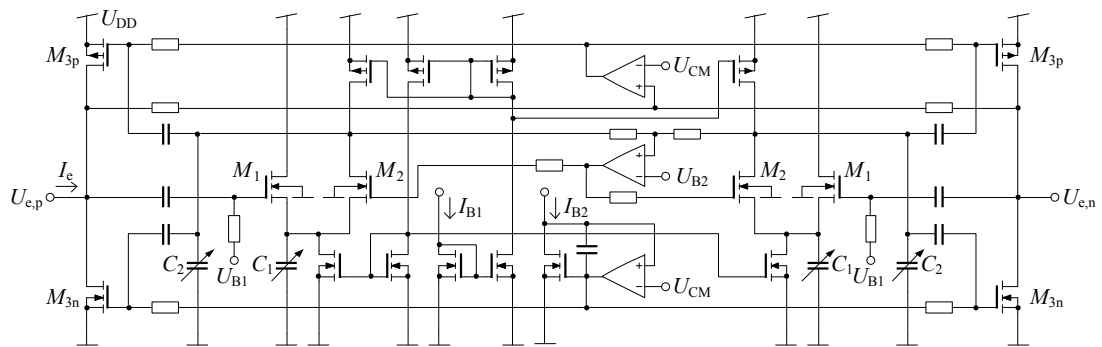 U_DD
M_3p
M_3p
U_CM
I_e
M_1
M_2
U_B2
M_2
M_1
U_e,p
I_B1
I_B2
U_e,n
C_2
U_B1
C_1
U_CM
C_1
U_B1
C_2
M_3n
M_3n